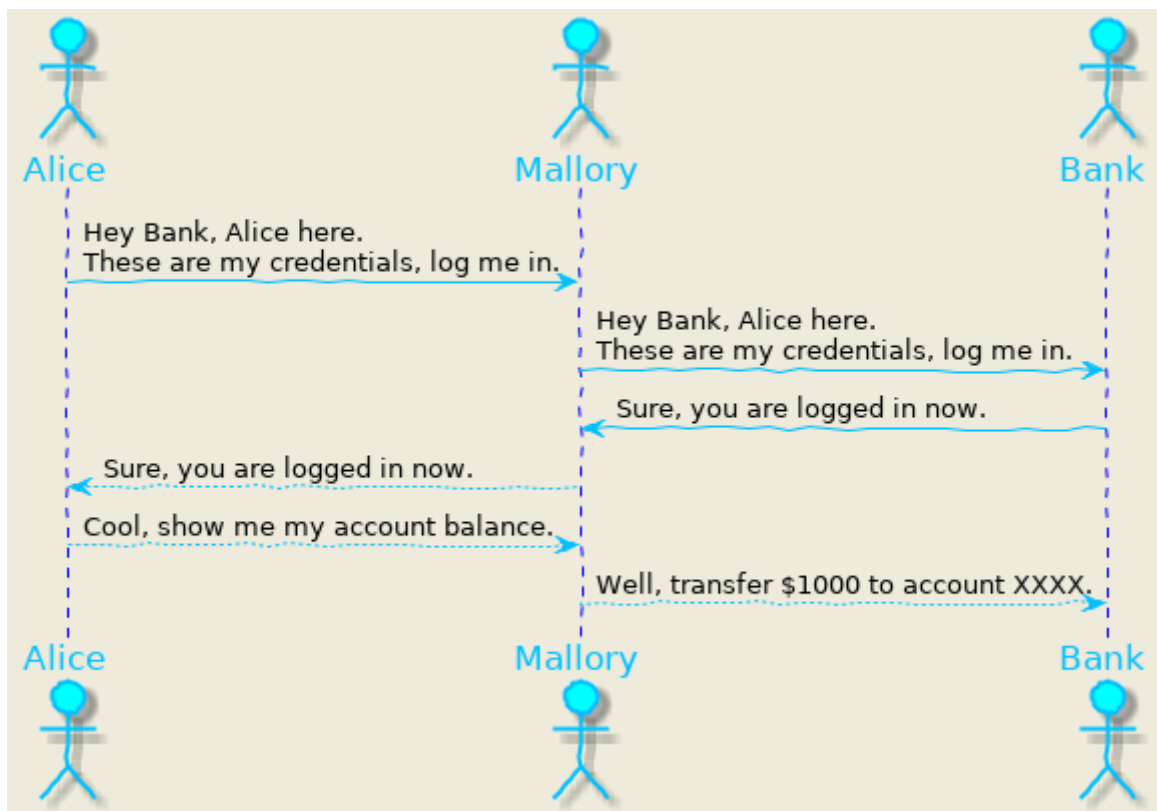 Alice
Mallory
Bank
Hey Bank, Alice here.
These are my credentials, log me in.
Hey Bank, Alice here.
These are my credentials, log me in.
Sure, you are logged in now.
Sure, you are logged in now.
Cool, show me my account balance.
Well, transfer $1000 to account XXXX.
Alice
Mallory
Bank